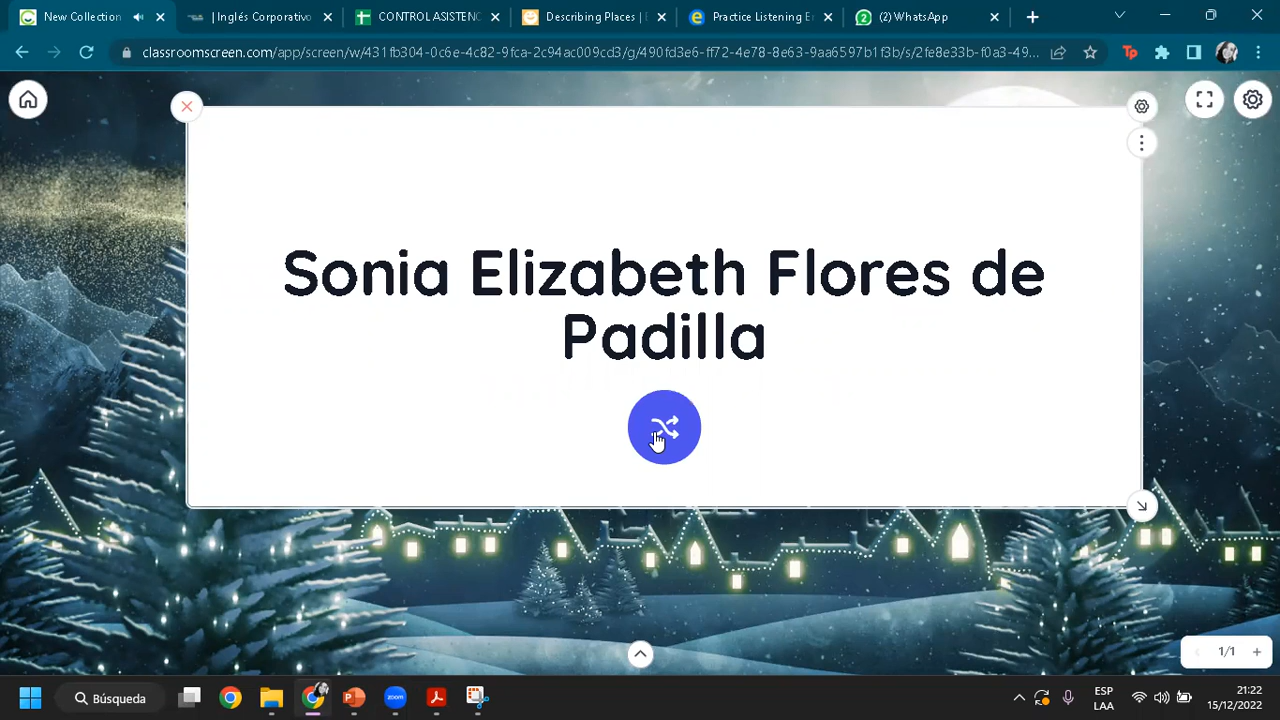 New Collection
| Inglés Corporativo
CONTROL ASISTENC
Describing Places | E
Practice Listening E
(2) WhatsApp
classroomscreen.com/app/screen/w/431fb304-0c6e-4c82-9fca-2c94ac009cd3/g/490fd3e6-ff72-4e78-8e63-9aa6597b1f3b/s/2fe8e33b-f0a3-49...
Sonia Elizabeth Flores de
Padilla
1/1
Búsqueda
ESP
LAA
21:22
15/12/2022